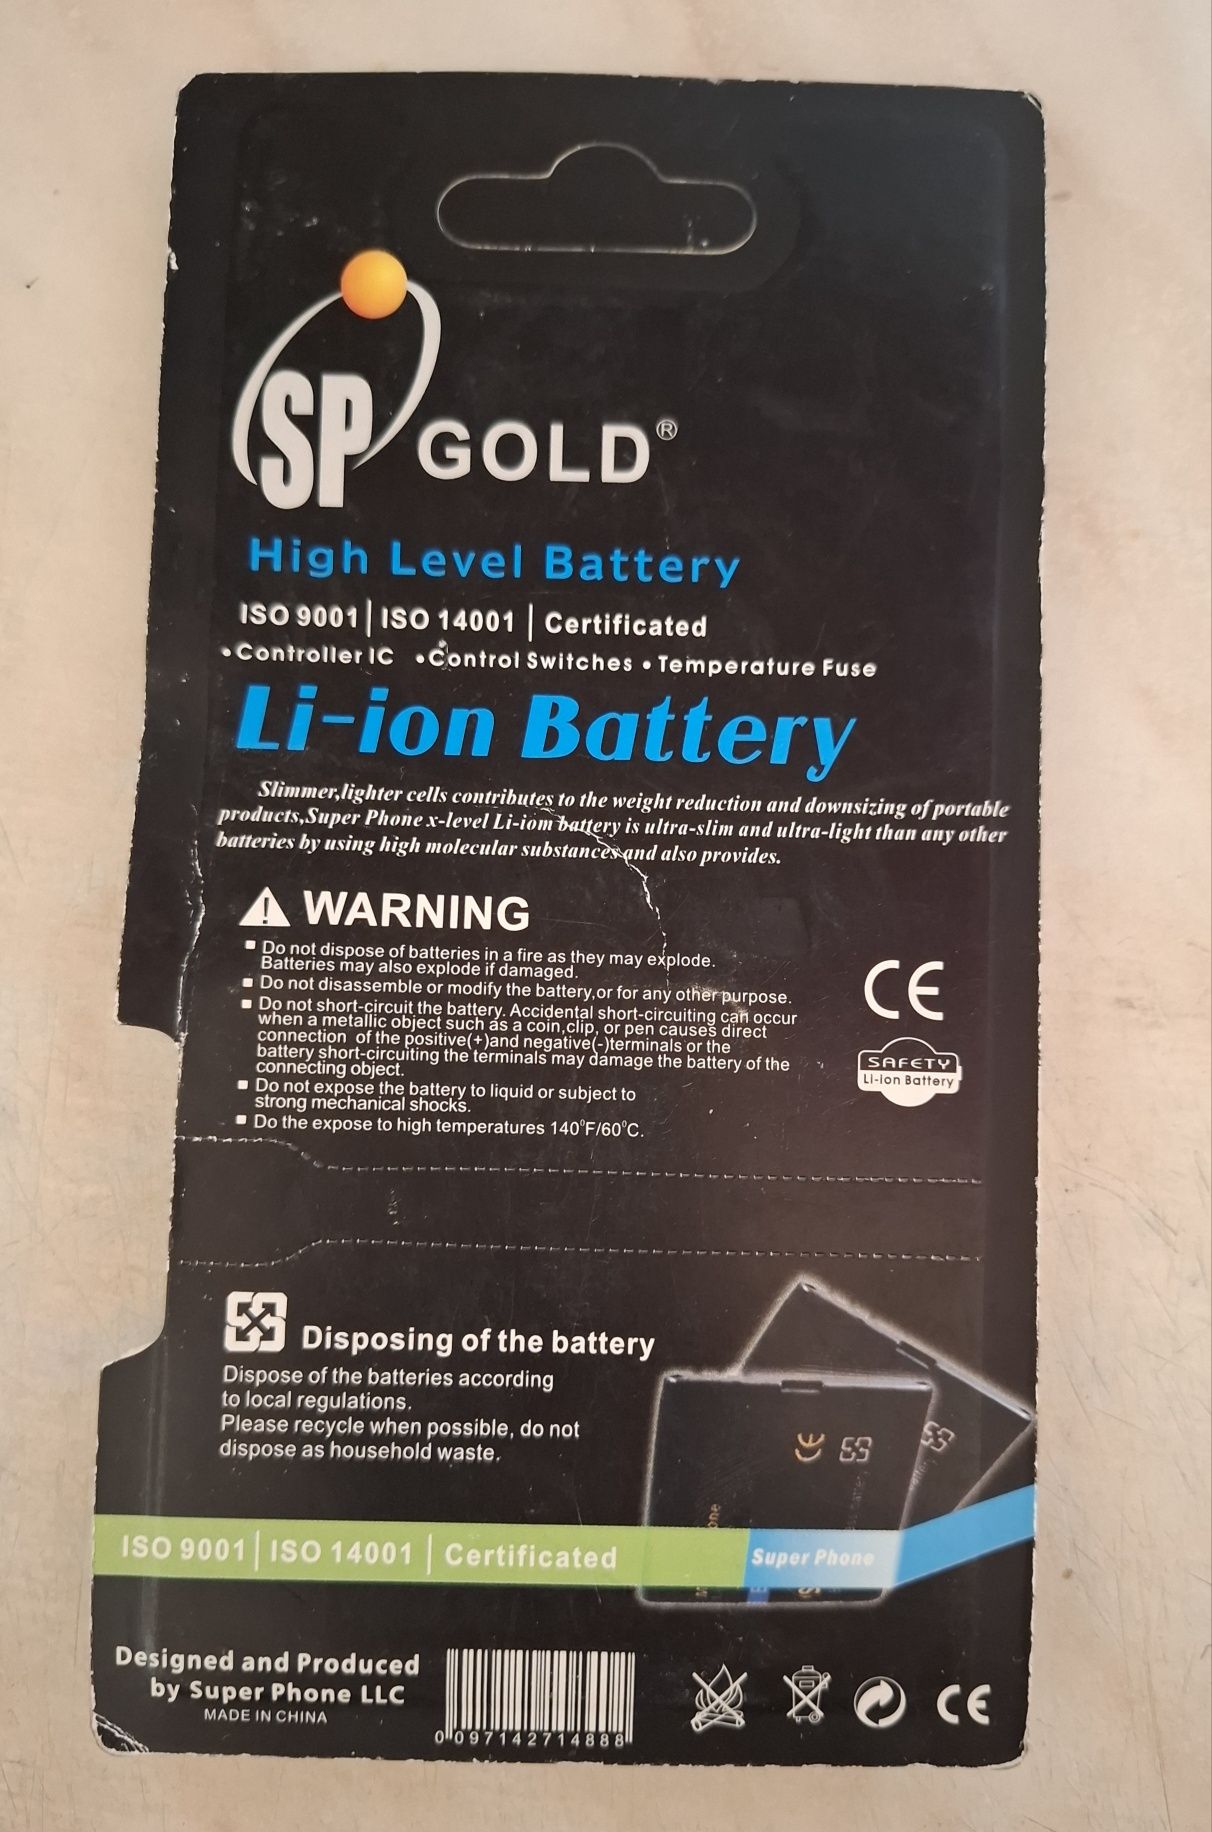 SP GOLD®
High Level Battery
ISO 9001 | ISO 14001 | Certificated
•Controller IC •Control Switches •Temperature Fuse
Li-ion Battery
Slimmer,lighter cells contributes to the weight reduction and downsizing of portable
products,Super Phone x-level Li-iom battery is ultra-slim and ultra-light than any other
batteries by using high molecular substances and also provides.
WARNING
Do not dispose of batteries in a fire as they may explode.
Batteries may also explode if damaged.
Do not disassemble or modify the battery,or for any other purpose.
Do not short-circuit the battery. Accidental short-circuiting can occur
when a metallic object such as a coin,clip, or pen causes direct
connection of the positive(+)and negative(-)terminals or the
battery short-circuiting the terminals may damage the battery of the
connecting object.
Do not expose the battery to liquid or subject to
strong mechanical shocks.
Do the expose to high temperatures 140°F/60°C.
CE
SAFETY
Li-ion Battery
Disposing of the battery
Dispose of the batteries according
to local regulations.
Please recycle when possible, do not
dispose as household waste.
ISO 9001 | ISO 14001 | Certificated
Super Phone
Designed and Produced
by Super Phone LLC
MADE IN CHINA
0 097142714888
CE